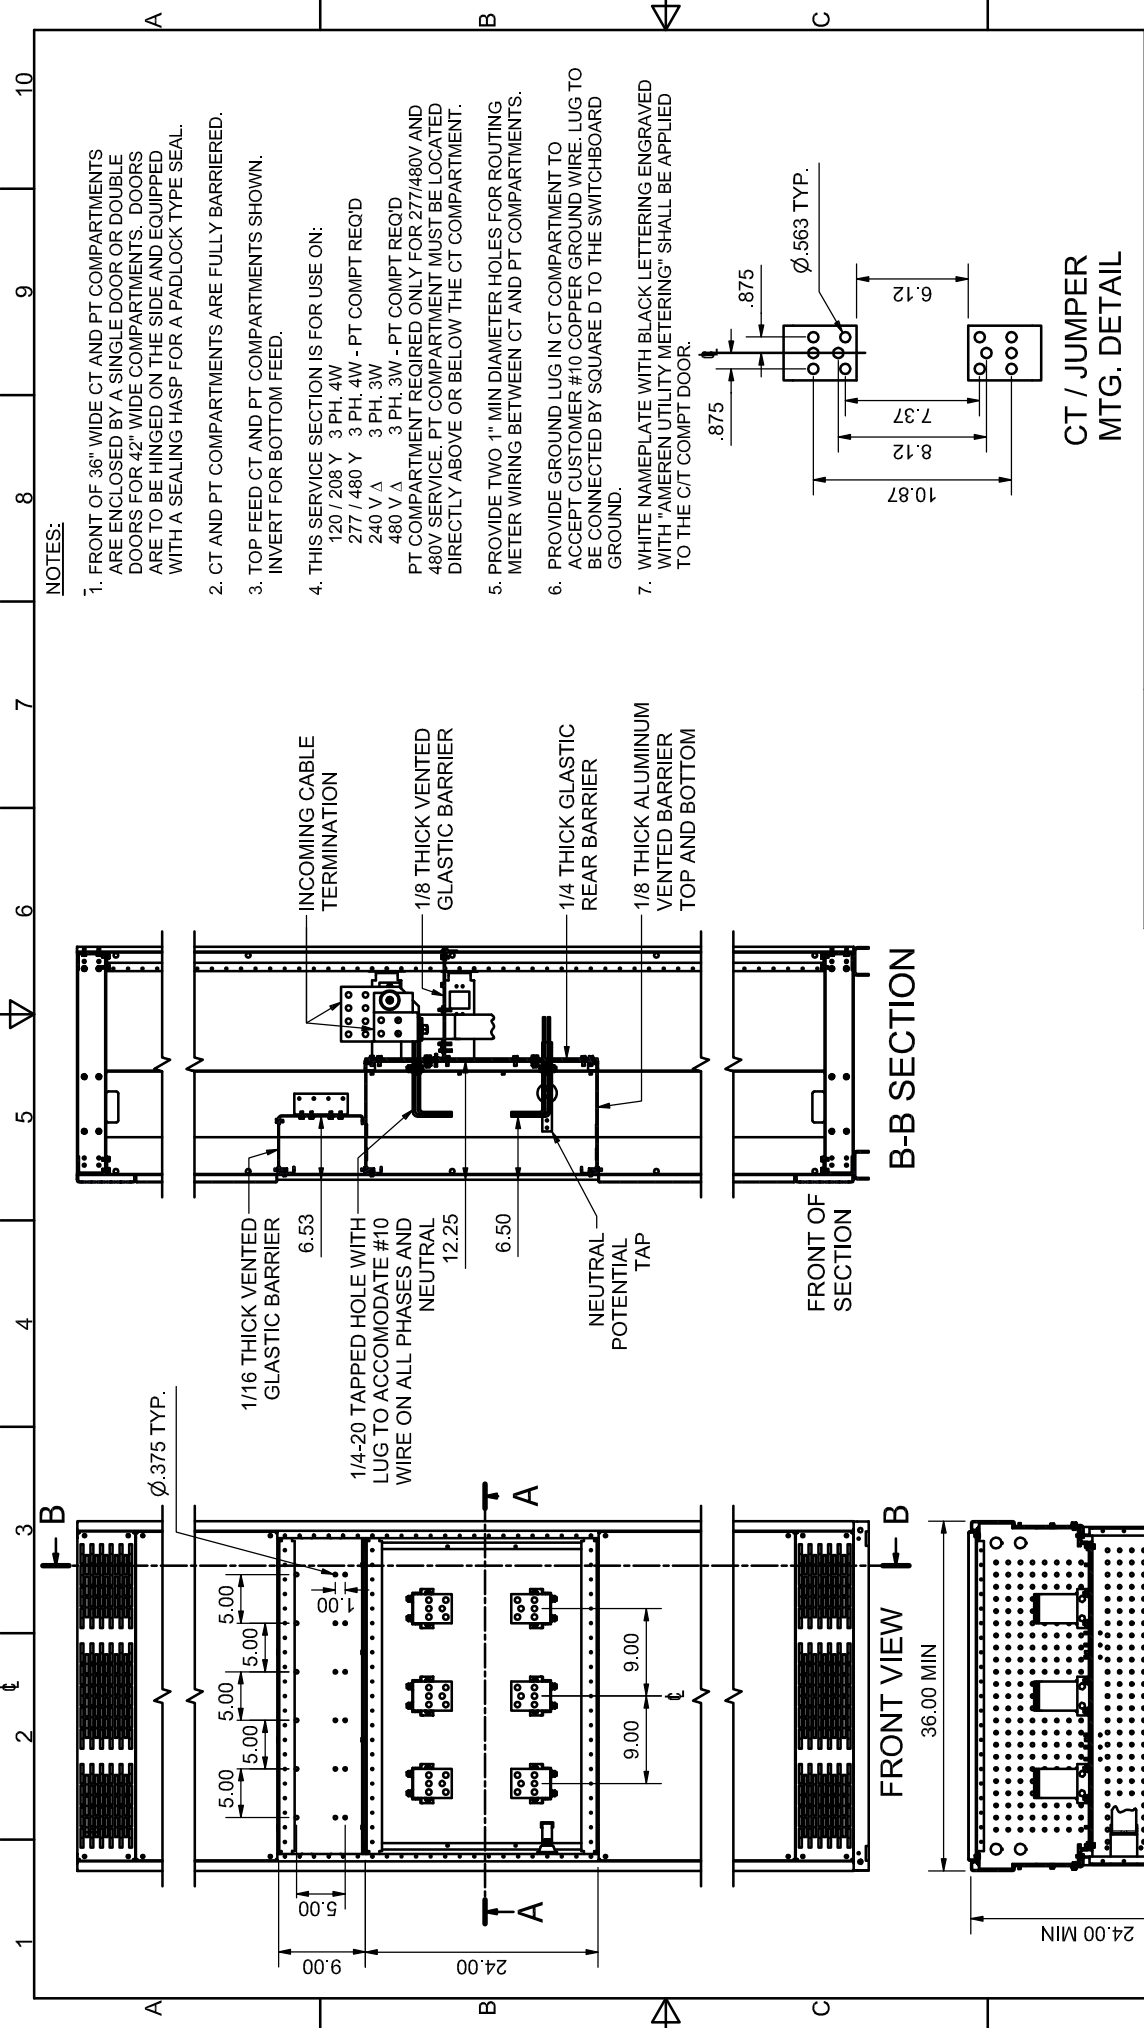 10
9
8
7
6
5
4
3
2
1
A
B
C
NOTES:
1. FRONT OF 36" WIDE CT AND PT COMPARTMENTS
ARE ENCLOSED BY A SINGLE DOOR OR DOUBLE
DOORS FOR 42" WIDE COMPARTMENTS. DOORS
ARE TO BE HINGED ON THE SIDE AND EQUIPPED
WITH A SEALING HASP FOR A PADLOCK TYPE SEAL.
2. CT AND PT COMPARTMENTS ARE FULLY BARRIERED.
3. TOP FEED CT AND PT COMPARTMENTS SHOWN.
INVERT FOR BOTTOM FEED.
4. THIS SERVICE SECTION IS FOR USE ON:
120 / 208 Y 3 PH. 4W
277 / 480 Y 3 PH. 4W - PT COMPT REQ'D
240 V Δ 3 PH. 3W
480 V Δ 3 PH. 3W - PT COMPT REQ'D
PT COMPARTMENT REQUIRED ONLY FOR 277/480V AND
480V SERVICE. PT COMPARTMENT MUST BE LOCATED
DIRECTLY ABOVE OR BELOW THE CT COMPARTMENT.
5. PROVIDE TWO 1" MIN DIAMETER HOLES FOR ROUTING
METER WIRING BETWEEN CT AND PT COMPARTMENTS.
6. PROVIDE GROUND LUG IN CT COMPARTMENT TO
ACCEPT CUSTOMER #10 COPPER GROUND WIRE. LUG TO
BE CONNECTED BY SQUARE D TO THE SWITCHBOARD
GROUND.
7. WHITE NAMEPLATE WITH BLACK LETTERING ENGRAVED
WITH "AMEREN UTILITY METERING" SHALL BE APPLIED
TO THE C/T COMPT DOOR.
.875
℄
.875
Ø.563 TYP.
6.12
7.37
8.12
10.87
CT / JUMPER
MTG. DETAIL
INCOMING CABLE
TERMINATION
1/8 THICK VENTED
GLASTIC BARRIER
1/4 THICK GLASTIC
REAR BARRIER
1/8 THICK ALUMINUM
VENTED BARRIER
TOP AND BOTTOM
1/16 THICK VENTED
GLASTIC BARRIER
6.53
1/4-20 TAPPED HOLE WITH
LUG TO ACCOMODATE #10
WIRE ON ALL PHASES AND
NEUTRAL
12.25
6.50
NEUTRAL
POTENTIAL
TAP
FRONT OF
SECTION
B-B SECTION
℄
B
Ø.375 TYP.
5.00
5.00
5.00
5.00
5.00
1.00
5.00
9.00
24.00
A
A
9.00
9.00
℄
B
FRONT VIEW
36.00 MIN
24.00 MIN
A
B
C